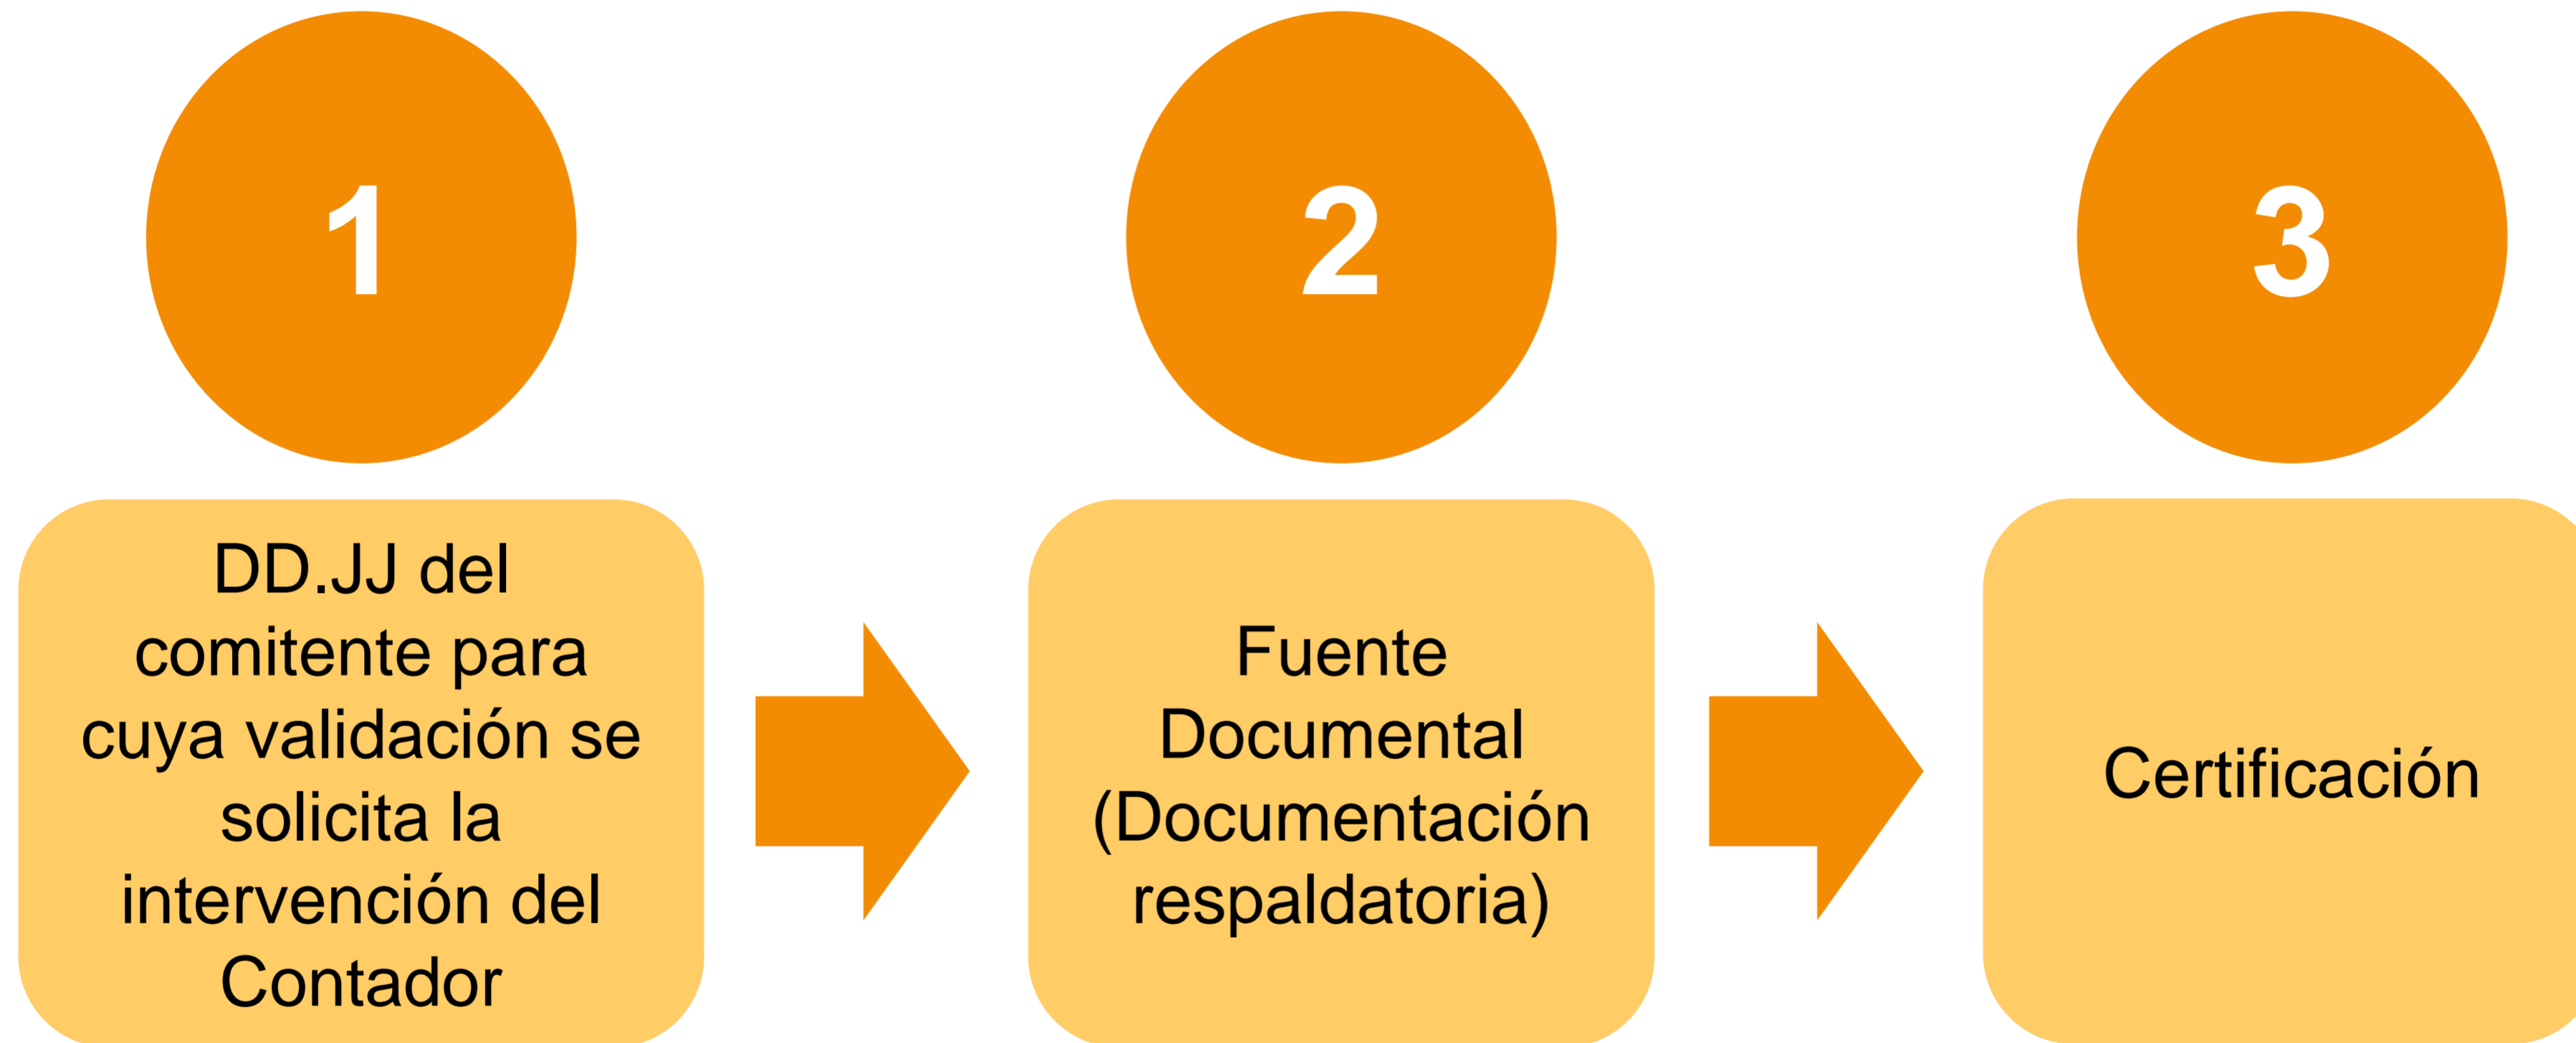 1
DD.JJ del
comitente para
cuya validación se
solicita la
intervención del
Contador
2
Fuente
Documental
(Documentación
respaldatoria)
3
Certificación